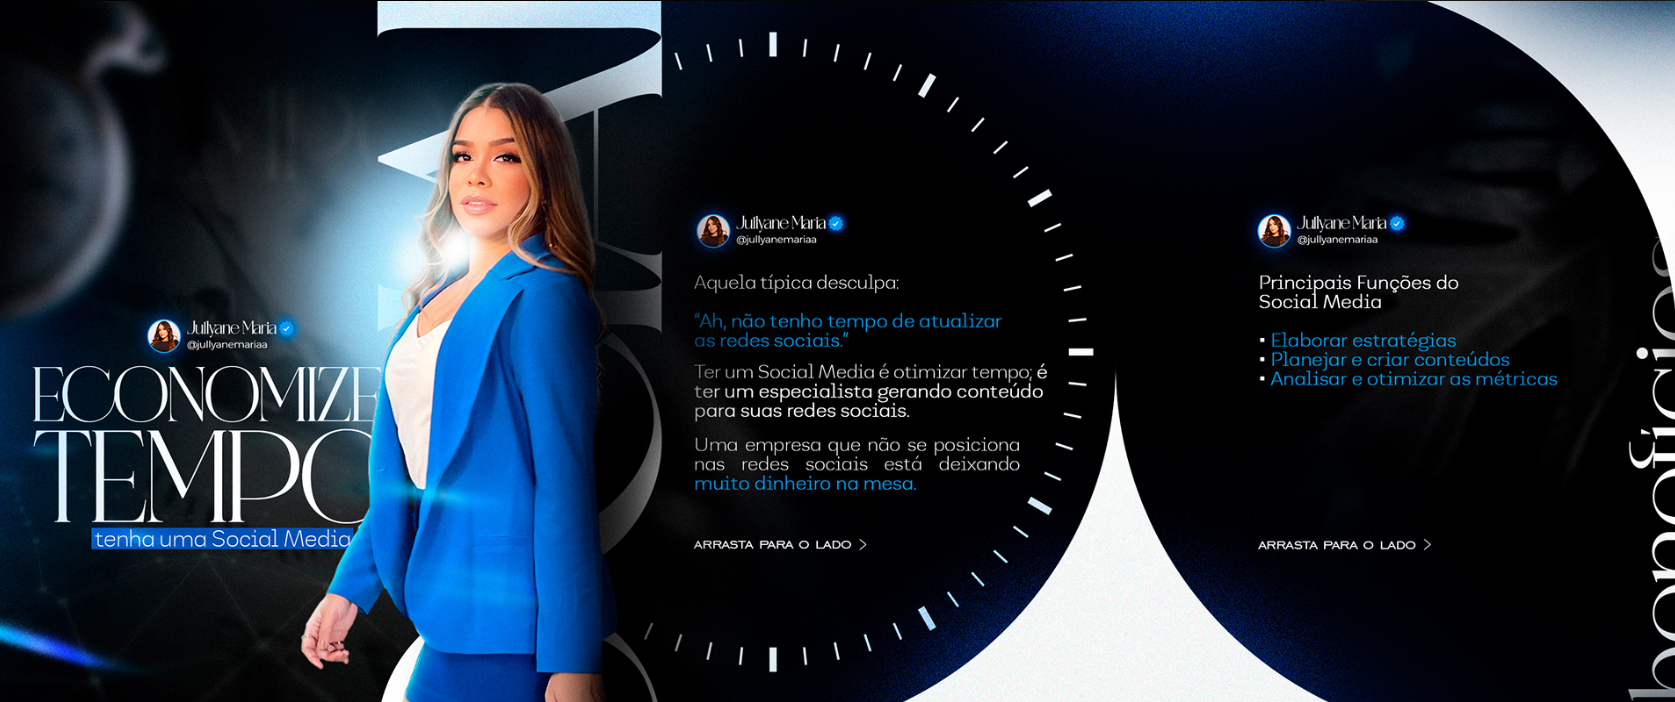 Jullyane Maria
@jullyanemariaa
ECONOMIZE
TEMPO
tenha uma Social Media
Jullyane Maria
@jullyanemariaa
Aquela típica desculpa:
“Ah, não tenho tempo de atualizar
as redes sociais.”
Ter um Social Media é otimizar tempo; é
ter um especialista gerando conteúdo
para suas redes sociais.
Uma empresa que não se posiciona
nas redes sociais está deixando
muito dinheiro na mesa.
ARRASTA PARA O LADO >
Jullyane Maria
@jullyanemariaa
Principais Funções do
Social Media
▪ Elaborar estratégias
▪ Planejar e criar conteúdos
▪ Analisar e otimizar as métricas
ARRASTA PARA O LADO >